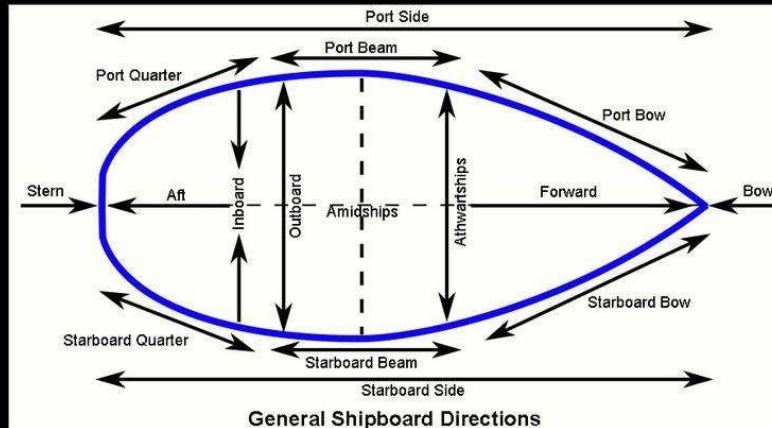 Port Side
Port Beam
Port Quarter
Port Bow
Stern
Aft
Inboard
Outboard
Amidships
Athwartships
Forward
Bow
Starboard Quarter
Starboard Beam
Starboard Bow
Starboard Side
General Shipboard Directions